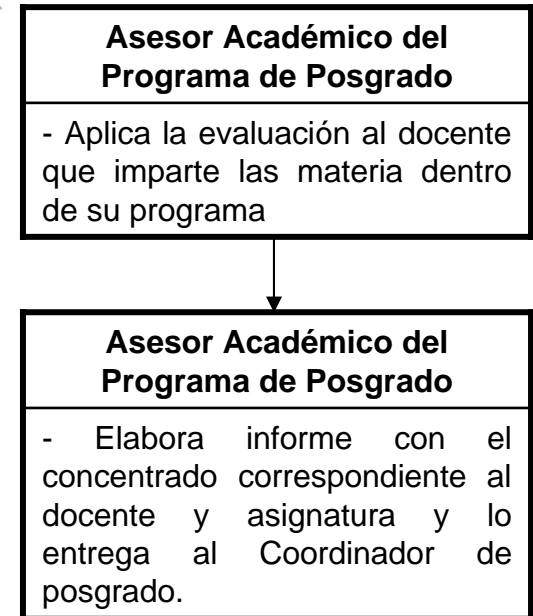 Asesor Académico del
Programa de Posgrado
- Aplica la evaluación al docente
que imparte las materia dentro
de su programa
Asesor Académico del
Programa de Posgrado
- Elabora informe con el
concentrado correspondiente al
docente y asignatura y lo
entrega al Coordinador de
posgrado.